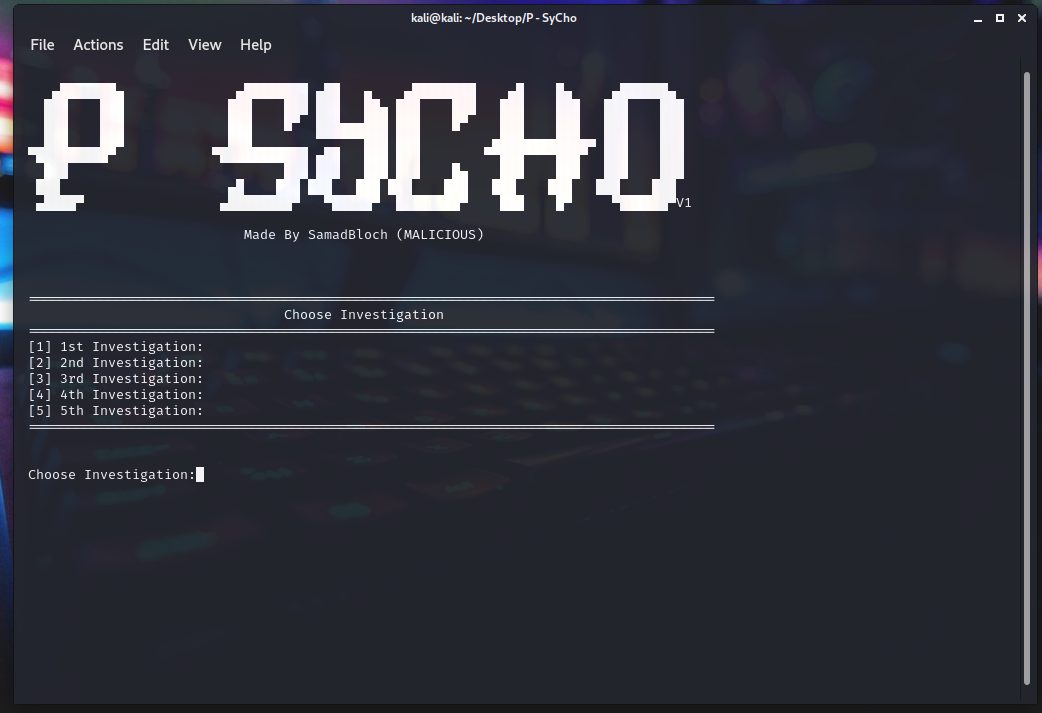 kali@kali: ~/Desktop/P - SyCho
File Actions Edit View Help
P SYCHO
V1
Made By SamadBloch (MALICIOUS)
Choose Investigation
[1] 1st Investigation:
[2] 2nd Investigation:
[3] 3rd Investigation:
[4] 4th Investigation:
[5] 5th Investigation:
Choose Investigation: